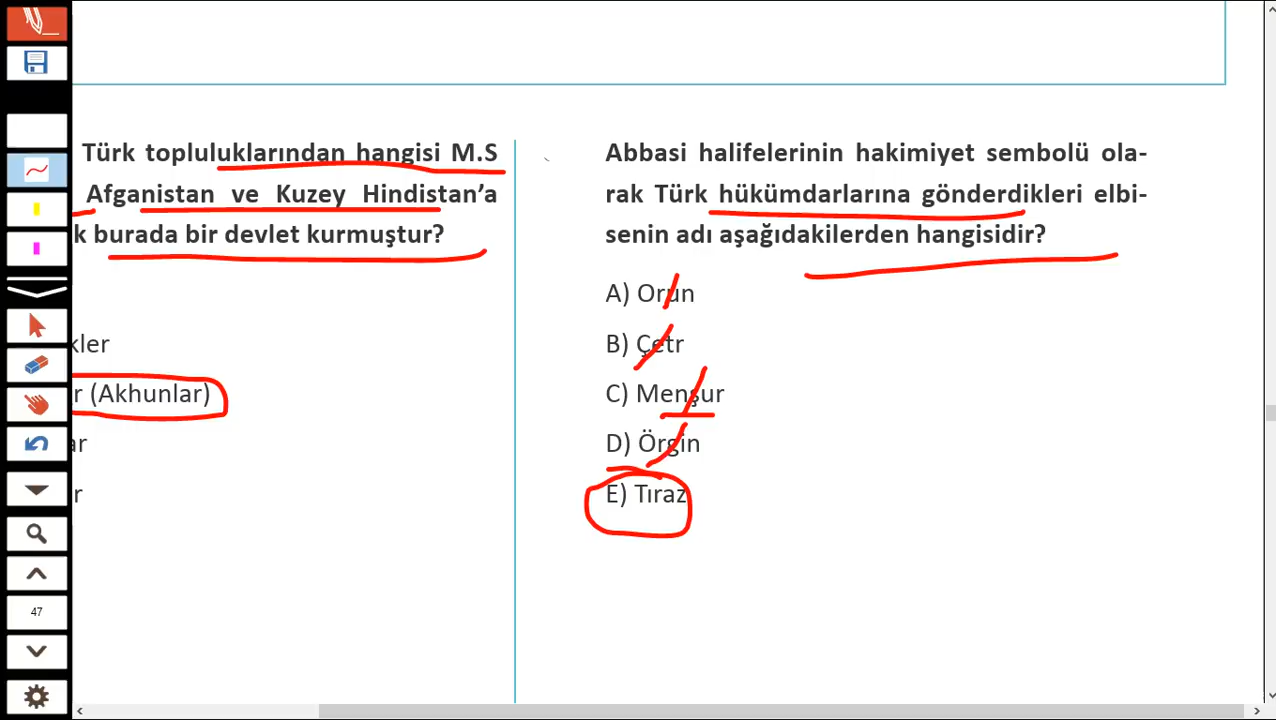 Türk topluluklarından hangisi M.S
Afganistan ve Kuzey Hindistan’a
k burada bir devlet kurmuştur?
kler
r (Akhunlar)
ar
r
Abbasi halifelerinin hakimiyet sembolü ola-
rak Türk hükümdarlarına gönderdikleri elbi-
senin adı aşağıdakilerden hangisidir?
A) Orun
B) Çetr
C) Menşur
D) Örgin
E) Tıraz
47